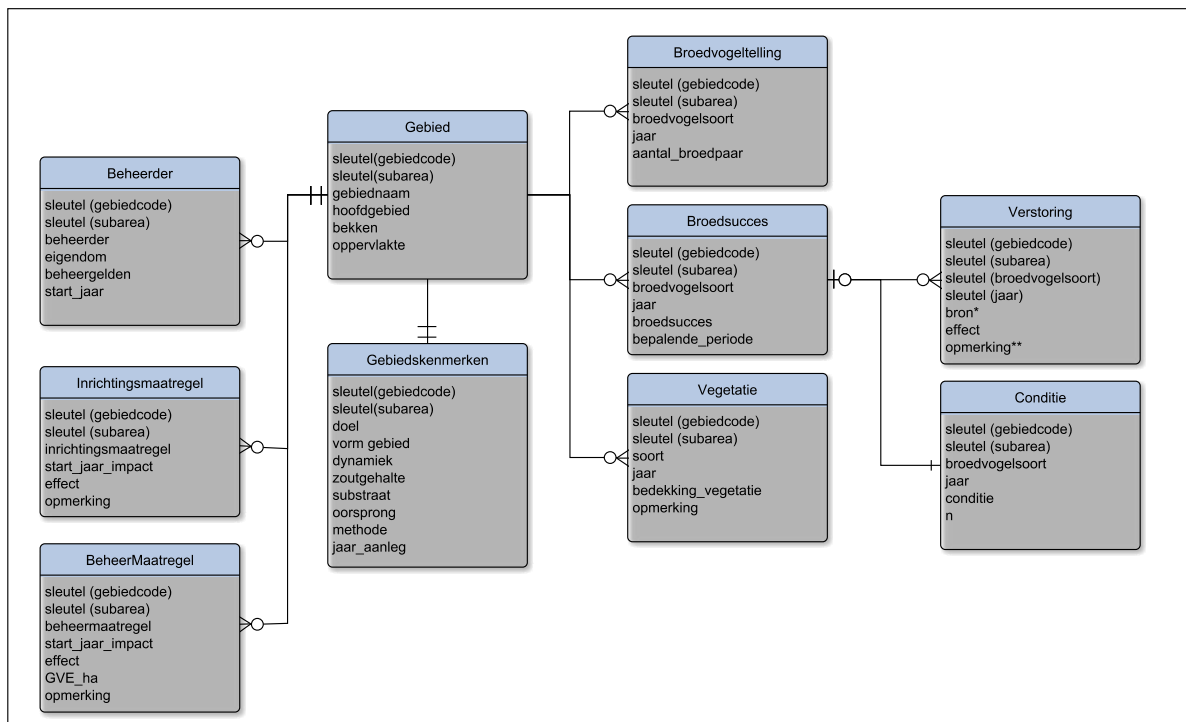 Beheerder
sleutel (gebiedcode)
sleutel (subarea)
beheerder
eigendom
beheergelden
start_jaar
Inrichtingsmaatregel
sleutel (gebiedcode)
sleutel (subarea)
inrichtingsmaatregel
start_jaar_impact
effect
opmerking
BeheerMaatregel
sleutel (gebiedcode)
sleutel (subarea)
beheermaatregel
start_jaar_impact
effect
GVE_ha
opmerking
Gebied
sleutel(gebiedcode)
sleutel(subarea)
gebiednaam
hoofdgebied
bekken
oppervlakte
Gebiedskenmerken
sleutel(gebiedcode)
sleutel(subarea)
doel
vorm gebied
dynamiek
zoutgehalte
substraat
oorsprong
methode
jaar_aanleg
Broedvogeltelling
sleutel (gebiedcode)
sleutel (subarea)
broedvogelsoort
jaar
aantal_broedpaar
Broedsucces
sleutel (gebiedcode)
sleutel (subarea)
broedvogelsoort
jaar
broedsucces
bepalende_periode
Vegetatie
sleutel (gebiedcode)
sleutel (subarea)
soort
jaar
bedekking_vegetatie
opmerking
Verstoring
sleutel (gebiedcode)
sleutel (subarea)
sleutel (broedvogelsoort)
sleutel (jaar)
bron*
effect
opmerking**
Conditie
sleutel (gebiedcode)
sleutel (subarea)
broedvogelsoort
jaar
conditie
n